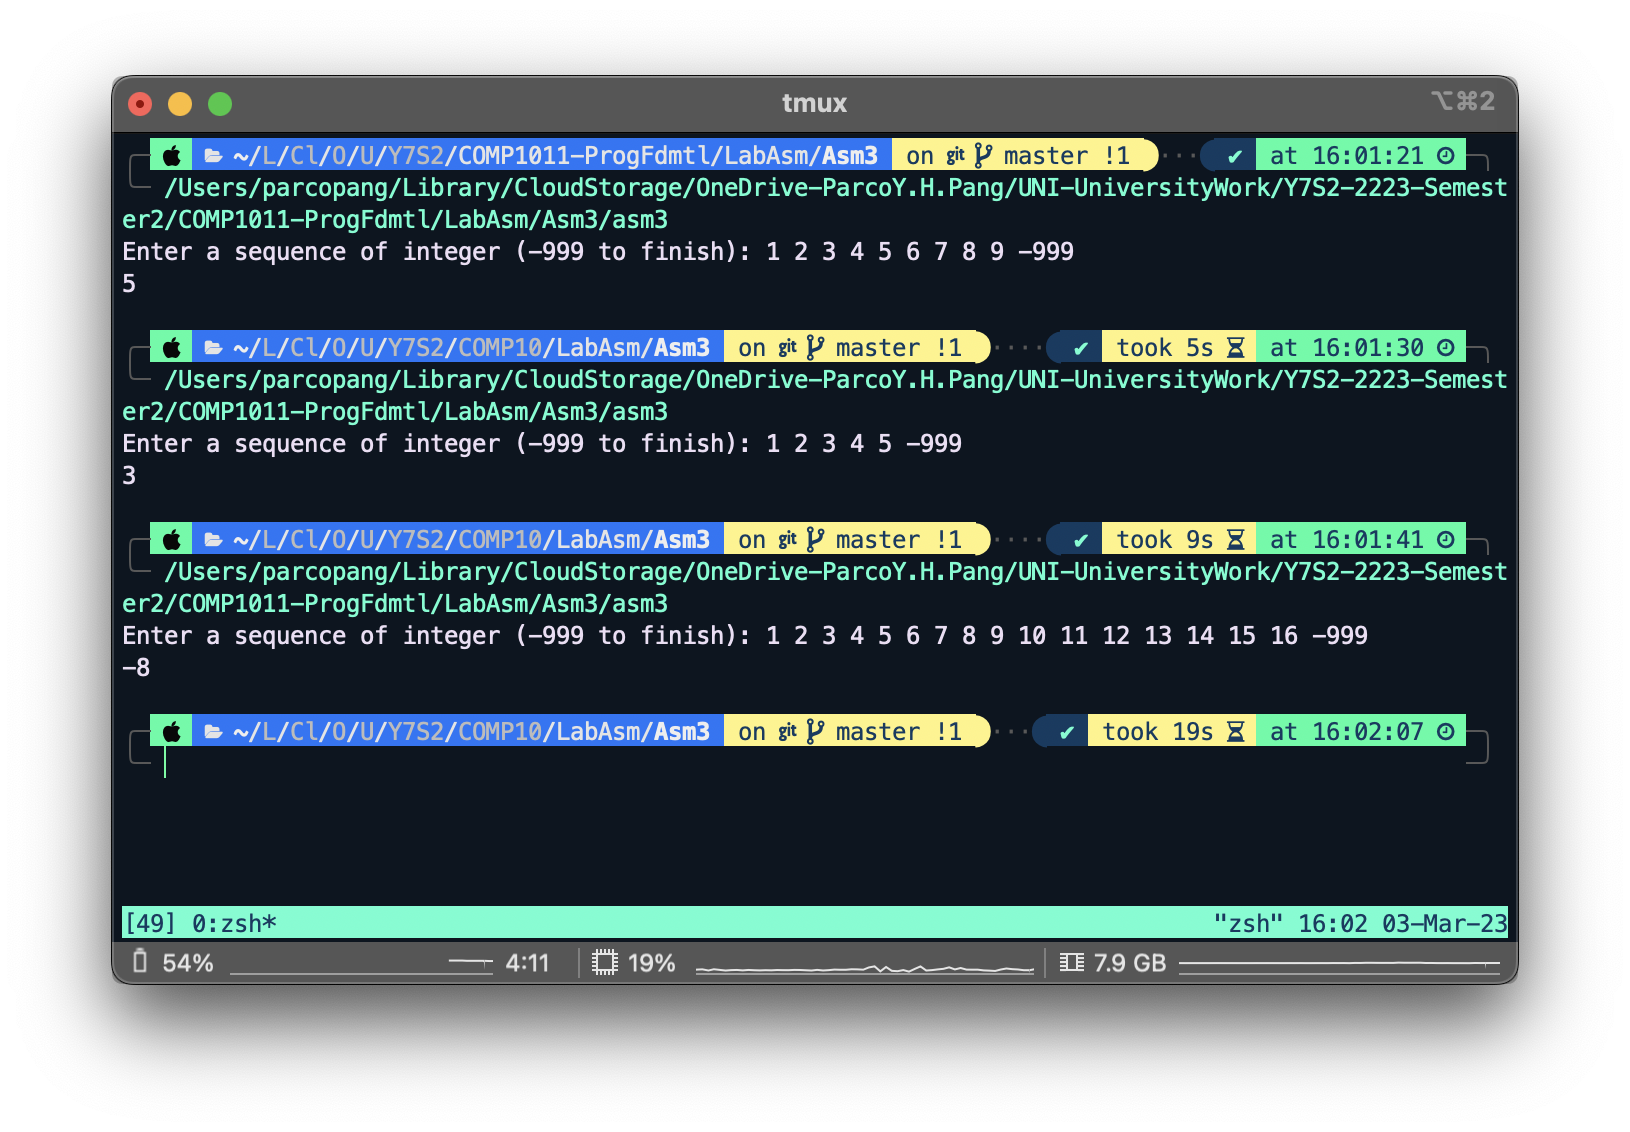 tmux ⌥⌘2
~/L/Cl/O/U/Y7S2/COMP1011-ProgFdmtl/LabAsm/Asm3 on git master !1 ··· ✔ at 16:01:21
/Users/parcopang/Library/CloudStorage/OneDrive-ParcoY.H.Pang/UNI-UniversityWork/Y7S2-2223-Semest
er2/COMP1011-ProgFdmtl/LabAsm/Asm3/asm3
Enter a sequence of integer (-999 to finish): 1 2 3 4 5 6 7 8 9 -999
5
~/L/Cl/O/U/Y7S2/COMP10/LabAsm/Asm3 on git master !1 ···· ✔ took 5s at 16:01:30
/Users/parcopang/Library/CloudStorage/OneDrive-ParcoY.H.Pang/UNI-UniversityWork/Y7S2-2223-Semest
er2/COMP1011-ProgFdmtl/LabAsm/Asm3/asm3
Enter a sequence of integer (-999 to finish): 1 2 3 4 5 -999
3
~/L/Cl/O/U/Y7S2/COMP10/LabAsm/Asm3 on git master !1 ···· ✔ took 9s at 16:01:41
/Users/parcopang/Library/CloudStorage/OneDrive-ParcoY.H.Pang/UNI-UniversityWork/Y7S2-2223-Semest
er2/COMP1011-ProgFdmtl/LabAsm/Asm3/asm3
Enter a sequence of integer (-999 to finish): 1 2 3 4 5 6 7 8 9 10 11 12 13 14 15 16 -999
-8
~/L/Cl/O/U/Y7S2/COMP10/LabAsm/Asm3 on git master !1 ··· ✔ took 19s at 16:02:07
[49] 0:zsh* "zsh" 16:02 03-Mar-23
54% 4:11 19% 7.9 GB